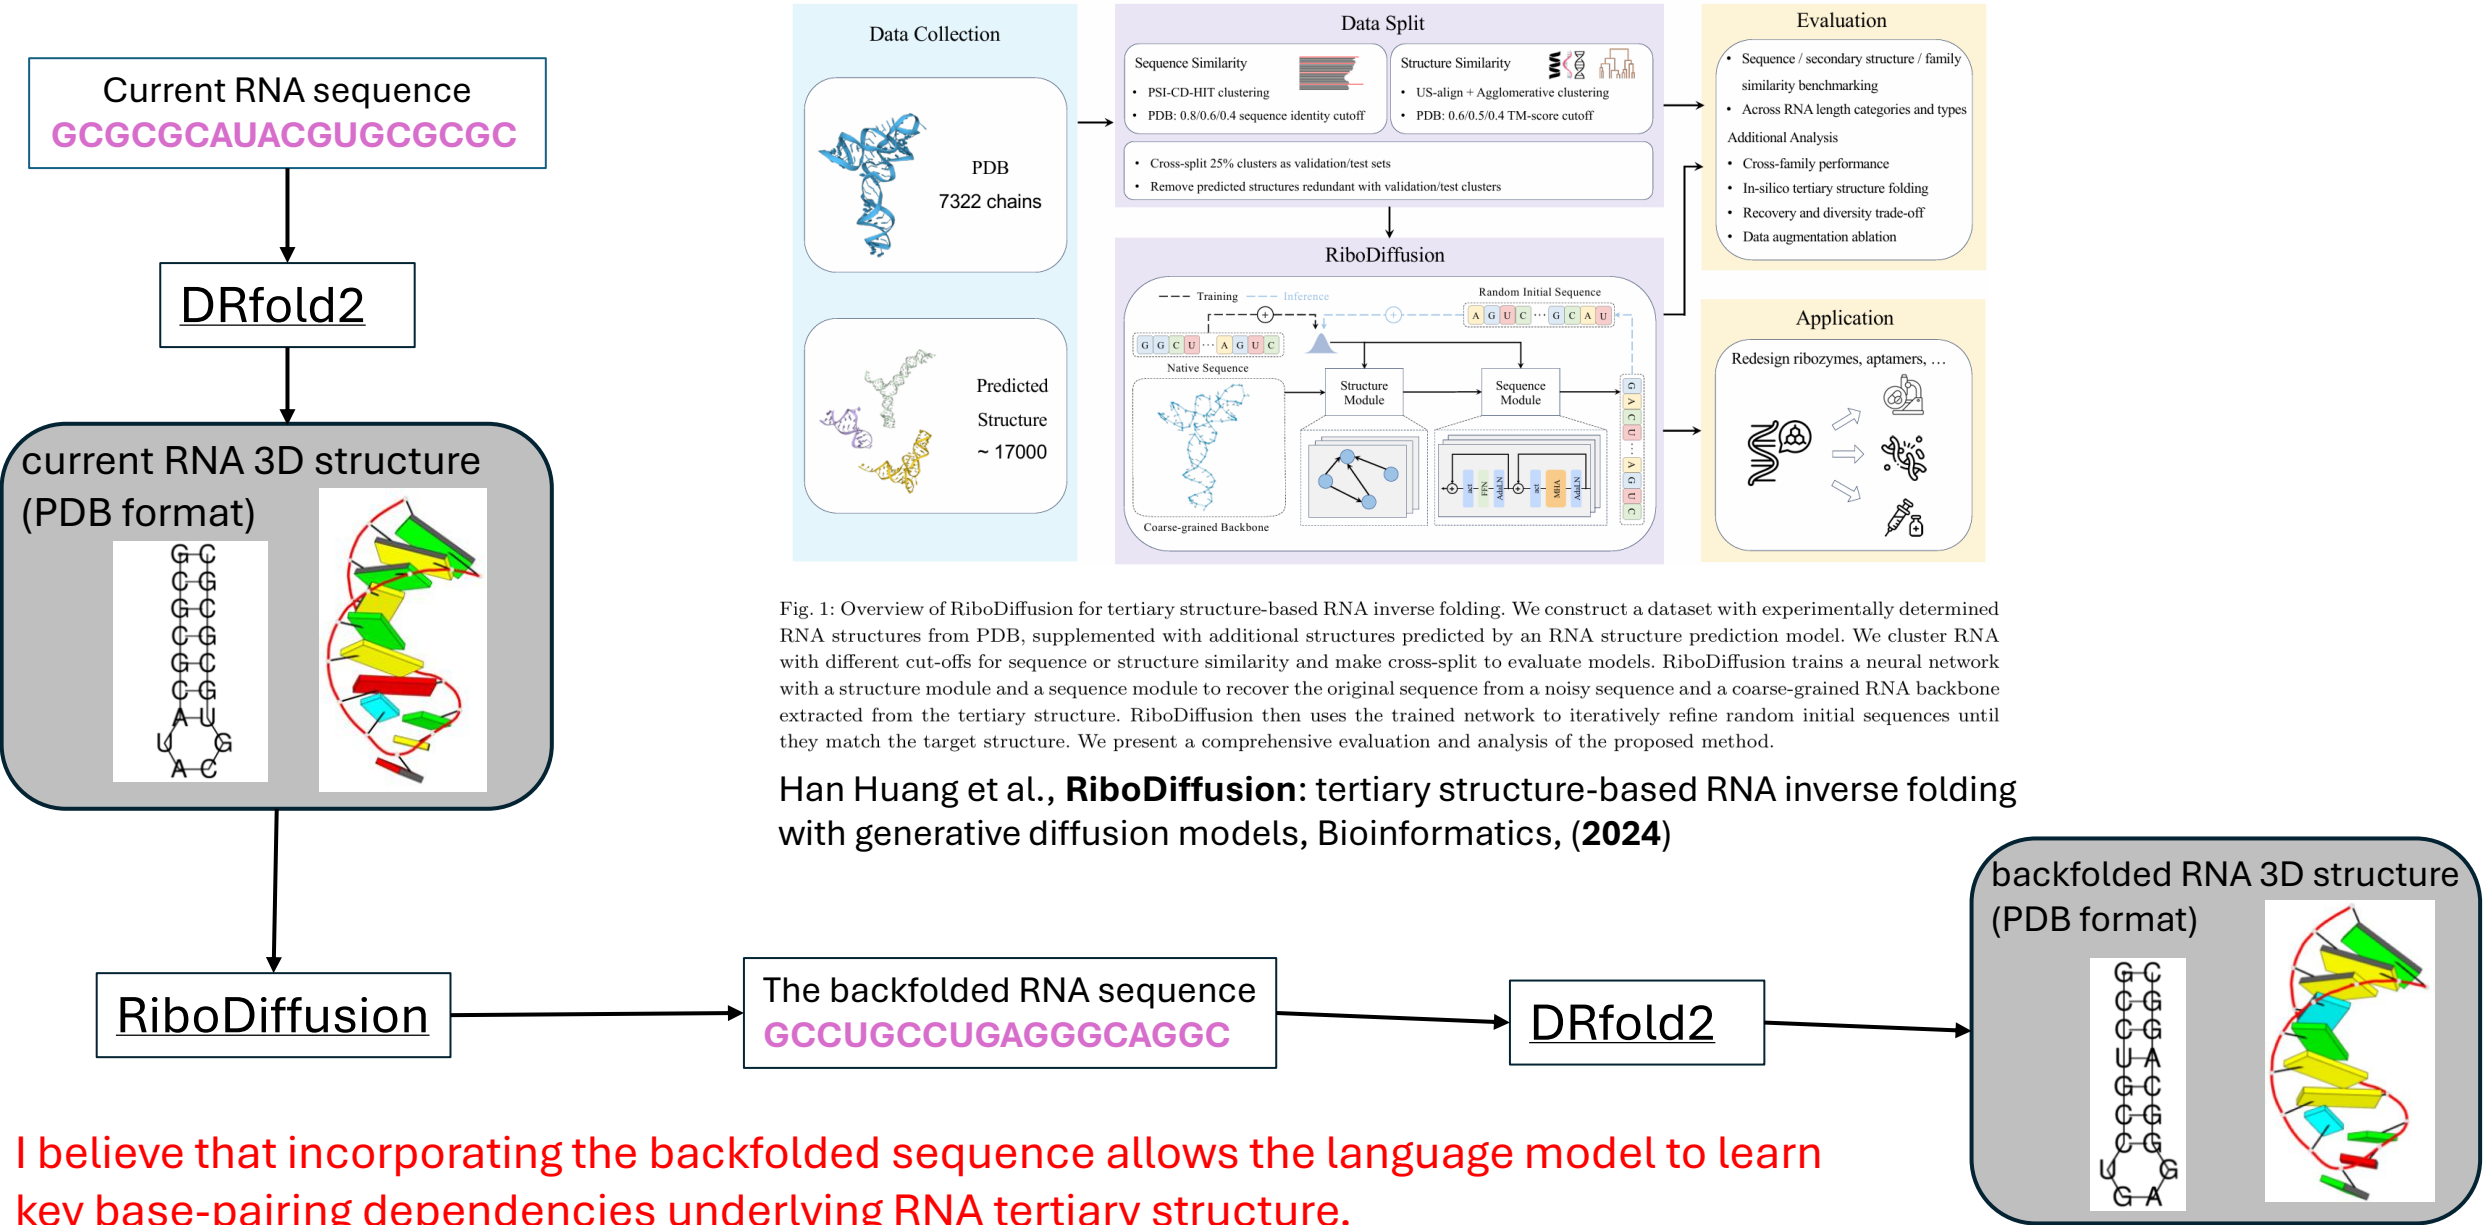 Current RNA sequence
GCGCGCAUACGUGCGCGC
DRfold2
current RNA 3D structure
(PDB format)
G C
C G
G C
C G
G C
C G
A U
U G
A C
RiboDiffusion
Data Collection
PDB
7322 chains
Predicted
Structure
~ 17000
Data Split
Sequence Similarity
• PSI-CD-HIT clustering
• PDB: 0.8/0.6/0.4 sequence identity cutoff
Structure Similarity
• US-align + Agglomerative clustering
• PDB: 0.6/0.5/0.4 TM-score cutoff
• Cross-split 25% clusters as validation/test sets
• Remove predicted structures redundant with validation/test clusters
RiboDiffusion
Training Inference
Random Initial Sequence
A G U C ··· G C A U
G G C U ··· A G U C
Native Sequence
Structure
Module
Sequence
Module
Coarse-grained Backbone
act FFN AdaLN act MHA AdaLN
G A C U ··· A G U C
Evaluation
• Sequence / secondary structure / family
similarity benchmarking
• Across RNA length categories and types
Additional Analysis
• Cross-family performance
• In-silico tertiary structure folding
• Recovery and diversity trade-off
• Data augmentation ablation
Application
Redesign ribozymes, aptamers, …
Fig. 1: Overview of RiboDiffusion for tertiary structure-based RNA inverse folding. We construct a dataset with experimentally determined
RNA structures from PDB, supplemented with additional structures predicted by an RNA structure prediction model. We cluster RNA
with different cut-offs for sequence or structure similarity and make cross-split to evaluate models. RiboDiffusion trains a neural network
with a structure module and a sequence module to recover the original sequence from a noisy sequence and a coarse-grained RNA backbone
extracted from the tertiary structure. RiboDiffusion then uses the trained network to iteratively refine random initial sequences until
they match the target structure. We present a comprehensive evaluation and analysis of the proposed method.
Han Huang et al., RiboDiffusion: tertiary structure-based RNA inverse folding
with generative diffusion models, Bioinformatics, (2024)
The backfolded RNA sequence
GCCUGCCUGAGGGCAGGC
DRfold2
backfolded RNA 3D structure
(PDB format)
G C
C G
C G
U A
G C
C G
C G
U G
G A
I believe that incorporating the backfolded sequence allows the language model to learn
key base-pairing dependencies underlying RNA tertiary structure.